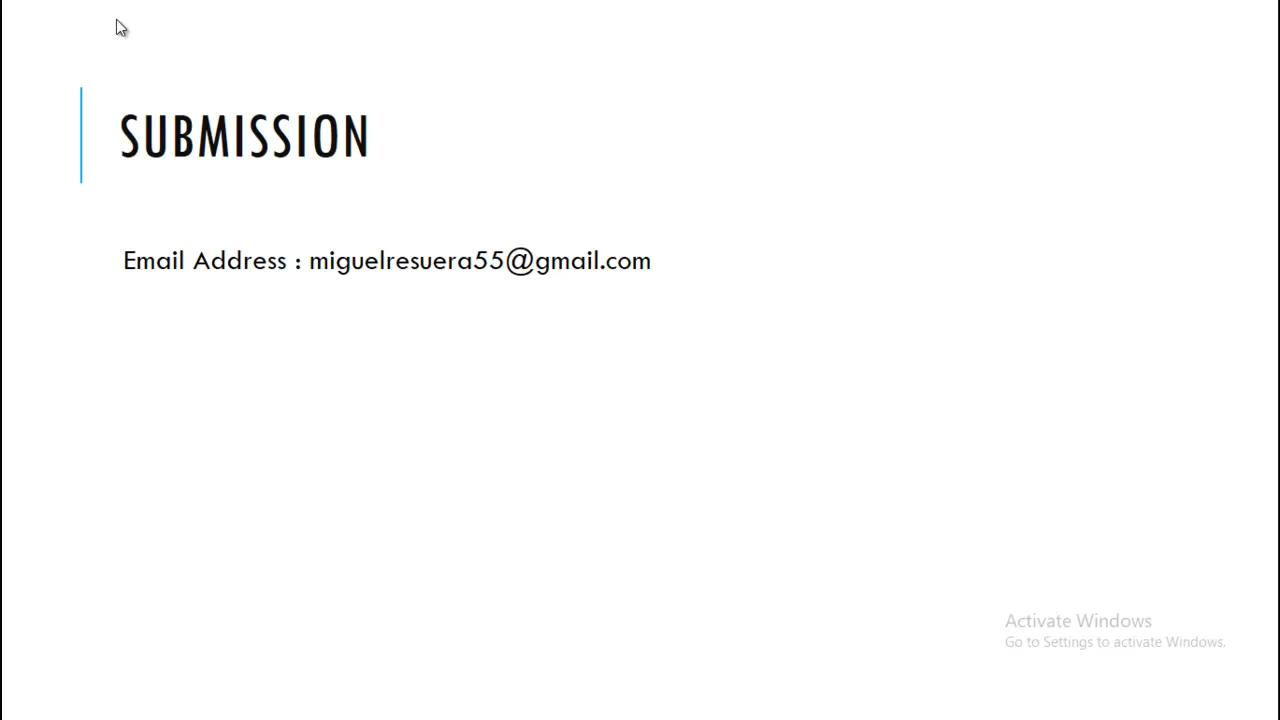 SUBMISSION
Email Address : miguelresuera55@gmail.com
Activate Windows
Go to Settings to activate Windows.